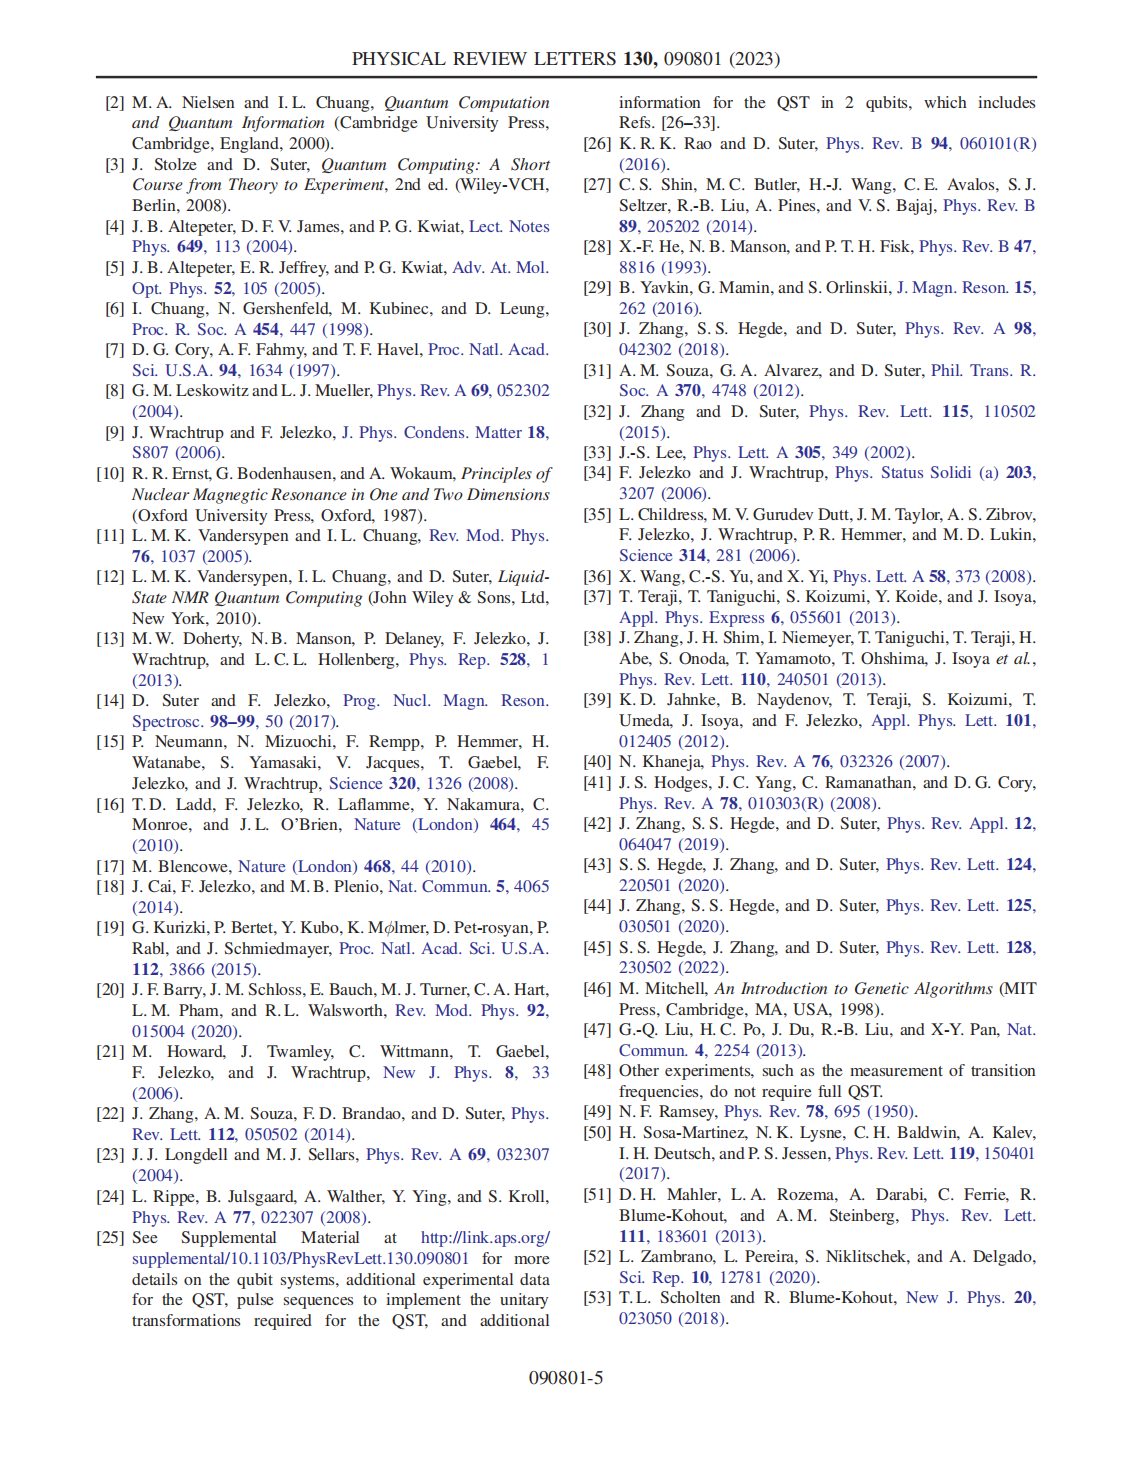 PHYSICAL REVIEW LETTERS 130, 090801 (2023)
[2] M. A. Nielsen and I. L. Chuang, Quantum Computation
and Quantum Information (Cambridge University Press,
Cambridge, England, 2000).
[3] J. Stolze and D. Suter, Quantum Computing: A Short
Course from Theory to Experiment, 2nd ed. (Wiley-VCH,
Berlin, 2008).
[4] J. B. Altepeter, D. F. V. James, and P. G. Kwiat, Lect. Notes
Phys. 649, 113 (2004).
[5] J. B. Altepeter, E. R. Jeffrey, and P. G. Kwiat, Adv. At. Mol.
Opt. Phys. 52, 105 (2005).
[6] I. Chuang, N. Gershenfeld, M. Kubinec, and D. Leung,
Proc. R. Soc. A 454, 447 (1998).
[7] D. G. Cory, A. F. Fahmy, and T. F. Havel, Proc. Natl. Acad.
Sci. U.S.A. 94, 1634 (1997).
[8] G. M. Leskowitz and L. J. Mueller, Phys. Rev. A 69, 052302
(2004).
[9] J. Wrachtrup and F. Jelezko, J. Phys. Condens. Matter 18,
S807 (2006).
[10] R. R. Ernst, G. Bodenhausen, and A. Wokaum, Principles of
Nuclear Magnegtic Resonance in One and Two Dimensions
(Oxford University Press, Oxford, 1987).
[11] L. M. K. Vandersypen and I. L. Chuang, Rev. Mod. Phys.
76, 1037 (2005).
[12] L. M. K. Vandersypen, I. L. Chuang, and D. Suter, Liquid-
State NMR Quantum Computing (John Wiley & Sons, Ltd,
New York, 2010).
[13] M. W. Doherty, N. B. Manson, P. Delaney, F. Jelezko, J.
Wrachtrup, and L. C. L. Hollenberg, Phys. Rep. 528, 1
(2013).
[14] D. Suter and F. Jelezko, Prog. Nucl. Magn. Reson.
Spectrosc. 98–99, 50 (2017).
[15] P. Neumann, N. Mizuochi, F. Rempp, P. Hemmer, H.
Watanabe, S. Yamasaki, V. Jacques, T. Gaebel, F.
Jelezko, and J. Wrachtrup, Science 320, 1326 (2008).
[16] T. D. Ladd, F. Jelezko, R. Laflamme, Y. Nakamura, C.
Monroe, and J. L. O’Brien, Nature (London) 464, 45
(2010).
[17] M. Blencowe, Nature (London) 468, 44 (2010).
[18] J. Cai, F. Jelezko, and M. B. Plenio, Nat. Commun. 5, 4065
(2014).
[19] G. Kurizki, P. Bertet, Y. Kubo, K. Mølmer, D. Pet-rosyan, P.
Rabl, and J. Schmiedmayer, Proc. Natl. Acad. Sci. U.S.A.
112, 3866 (2015).
[20] J. F. Barry, J. M. Schloss, E. Bauch, M. J. Turner, C. A. Hart,
L. M. Pham, and R. L. Walsworth, Rev. Mod. Phys. 92,
015004 (2020).
[21] M. Howard, J. Twamley, C. Wittmann, T. Gaebel,
F. Jelezko, and J. Wrachtrup, New J. Phys. 8, 33
(2006).
[22] J. Zhang, A. M. Souza, F. D. Brandao, and D. Suter, Phys.
Rev. Lett. 112, 050502 (2014).
[23] J. J. Longdell and M. J. Sellars, Phys. Rev. A 69, 032307
(2004).
[24] L. Rippe, B. Julsgaard, A. Walther, Y. Ying, and S. Kroll,
Phys. Rev. A 77, 022307 (2008).
[25] See Supplemental Material at http://link.aps.org/
supplemental/10.1103/PhysRevLett.130.090801 for more
details on the qubit systems, additional experimental data
for the QST, pulse sequences to implement the unitary
transformations required for the QST, and additional
information for the QST in 2 qubits, which includes
Refs. [26–33].
[26] K. R. K. Rao and D. Suter, Phys. Rev. B 94, 060101(R)
(2016).
[27] C. S. Shin, M. C. Butler, H.-J. Wang, C. E. Avalos, S. J.
Seltzer, R.-B. Liu, A. Pines, and V. S. Bajaj, Phys. Rev. B
89, 205202 (2014).
[28] X.-F. He, N. B. Manson, and P. T. H. Fisk, Phys. Rev. B 47,
8816 (1993).
[29] B. Yavkin, G. Mamin, and S. Orlinskii, J. Magn. Reson. 15,
262 (2016).
[30] J. Zhang, S. S. Hegde, and D. Suter, Phys. Rev. A 98,
042302 (2018).
[31] A. M. Souza, G. A. Alvarez, and D. Suter, Phil. Trans. R.
Soc. A 370, 4748 (2012).
[32] J. Zhang and D. Suter, Phys. Rev. Lett. 115, 110502
(2015).
[33] J.-S. Lee, Phys. Lett. A 305, 349 (2002).
[34] F. Jelezko and J. Wrachtrup, Phys. Status Solidi (a) 203,
3207 (2006).
[35] L. Childress, M. V. Gurudev Dutt, J. M. Taylor, A. S. Zibrov,
F. Jelezko, J. Wrachtrup, P. R. Hemmer, and M. D. Lukin,
Science 314, 281 (2006).
[36] X. Wang, C.-S. Yu, and X. Yi, Phys. Lett. A 58, 373 (2008).
[37] T. Teraji, T. Taniguchi, S. Koizumi, Y. Koide, and J. Isoya,
Appl. Phys. Express 6, 055601 (2013).
[38] J. Zhang, J. H. Shim, I. Niemeyer, T. Taniguchi, T. Teraji, H.
Abe, S. Onoda, T. Yamamoto, T. Ohshima, J. Isoya et al.,
Phys. Rev. Lett. 110, 240501 (2013).
[39] K. D. Jahnke, B. Naydenov, T. Teraji, S. Koizumi, T.
Umeda, J. Isoya, and F. Jelezko, Appl. Phys. Lett. 101,
012405 (2012).
[40] N. Khaneja, Phys. Rev. A 76, 032326 (2007).
[41] J. S. Hodges, J. C. Yang, C. Ramanathan, and D. G. Cory,
Phys. Rev. A 78, 010303(R) (2008).
[42] J. Zhang, S. S. Hegde, and D. Suter, Phys. Rev. Appl. 12,
064047 (2019).
[43] S. S. Hegde, J. Zhang, and D. Suter, Phys. Rev. Lett. 124,
220501 (2020).
[44] J. Zhang, S. S. Hegde, and D. Suter, Phys. Rev. Lett. 125,
030501 (2020).
[45] S. S. Hegde, J. Zhang, and D. Suter, Phys. Rev. Lett. 128,
230502 (2022).
[46] M. Mitchell, An Introduction to Genetic Algorithms (MIT
Press, Cambridge, MA, USA, 1998).
[47] G.-Q. Liu, H. C. Po, J. Du, R.-B. Liu, and X-Y. Pan, Nat.
Commun. 4, 2254 (2013).
[48] Other experiments, such as the measurement of transition
frequencies, do not require full QST.
[49] N. F. Ramsey, Phys. Rev. 78, 695 (1950).
[50] H. Sosa-Martinez, N. K. Lysne, C. H. Baldwin, A. Kalev,
I. H. Deutsch, and P. S. Jessen, Phys. Rev. Lett. 119, 150401
(2017).
[51] D. H. Mahler, L. A. Rozema, A. Darabi, C. Ferrie, R.
Blume-Kohout, and A. M. Steinberg, Phys. Rev. Lett.
111, 183601 (2013).
[52] L. Zambrano, L. Pereira, S. Niklitschek, and A. Delgado,
Sci. Rep. 10, 12781 (2020).
[53] T. L. Scholten and R. Blume-Kohout, New J. Phys. 20,
023050 (2018).
090801-5